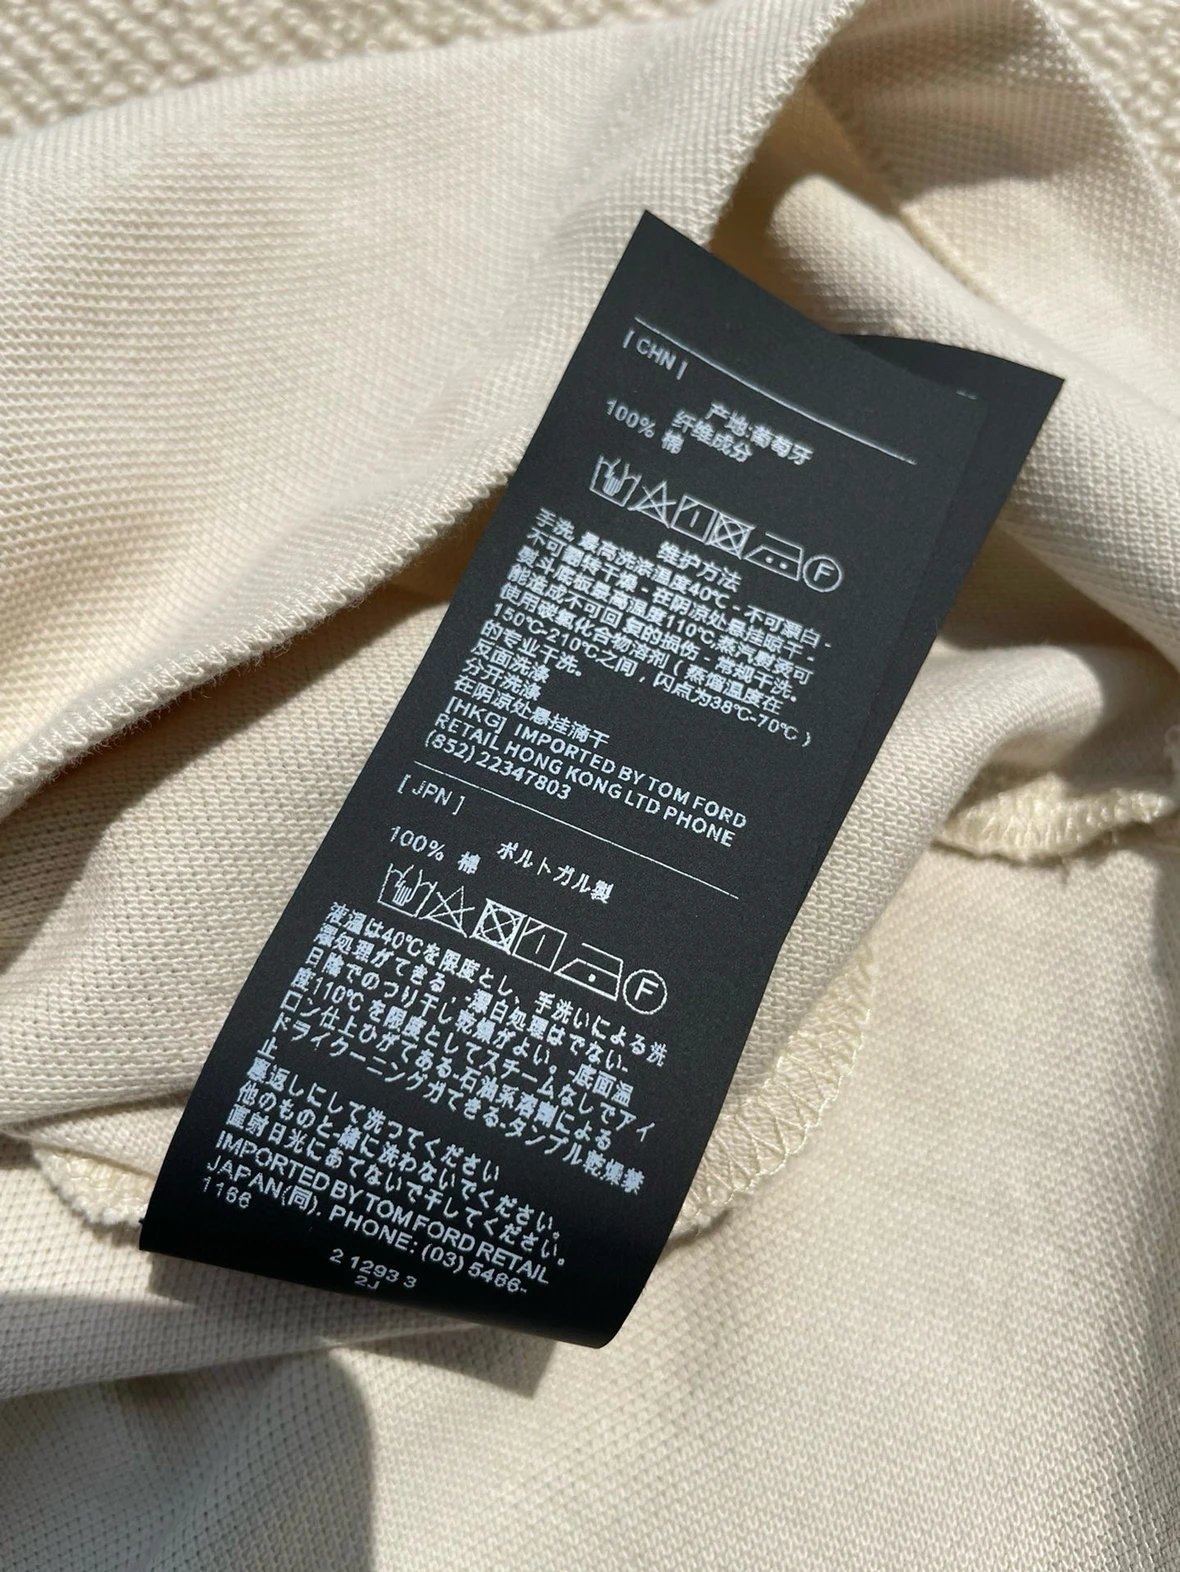 [ CHN ]
产地:葡萄牙
纤维成分
100% 棉
维护方法
手洗, 最高洗涤温度40℃ - 不可漂白 -
不可翻转干燥 - 在阴凉处悬挂晾干 -
熨斗底板最高温度110℃,蒸汽熨烫可
能造成不可回复的损伤 - 常规干洗。
使用碳氢化合物溶剂 ( 蒸馏温度在
150℃-210℃之间 , 闪点为38℃-70℃ )
的专业干洗。
反面洗涤
分开洗涤
在阴凉处悬挂滴干
[HKG] IMPORTED BY TOM FORD
RETAIL HONG KONG LTD PHONE
(852) 22347803
[ JPN ]
ポルトガル製
100% 棉
液温は40℃を限度とし、手洗いによる洗
濯処理ができる -漂白処理はでない-
日陰でのつり干し乾燥がよい。-底面温
度110℃を限度としてスチームなしでアイ
ロン仕上ひがてある-石油系溶剤による
ドライクーニングガてきる-タンブル乾燥禁
止
裏返しにして洗つてください
他のものと一緒に洗わないでください。
直射日光にあてないで干してください。
IMPORTED BY TOM FORD RETAIL
JAPAN(同). PHONE: (03) 5466-
1166
2 1293 3
2J